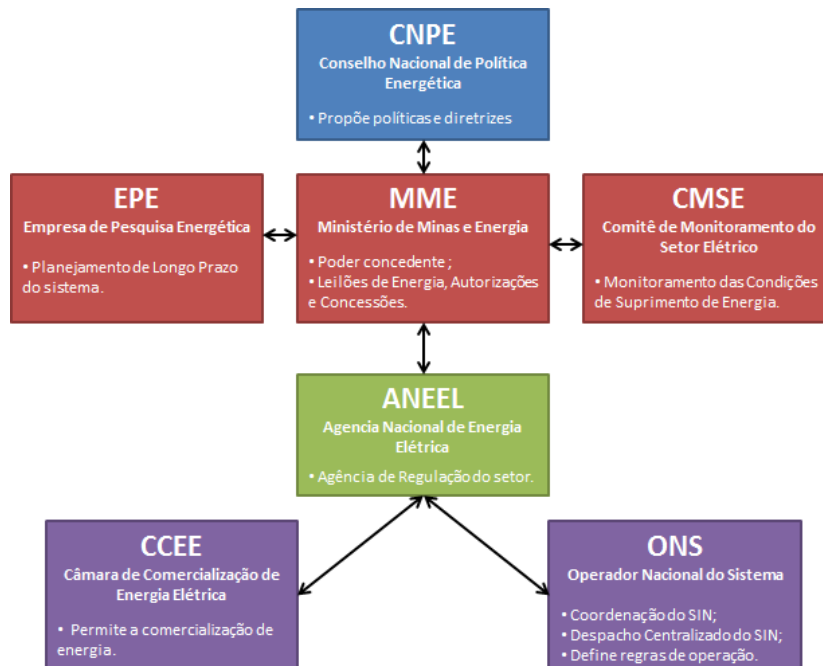 CNPE
Conselho Nacional de Política
Energética
• Propõe políticas e diretrizes
EPE
Empresa de Pesquisa Energética
• Planejamento de Longo Prazo
do sistema.
MME
Ministério de Minas e Energia
• Poder concedente ;
• Leilões de Energia, Autorizações
e Concessões.
CMSE
Comitê de Monitoramento do
Setor Elétrico
• Monitoramento das Condições
de Suprimento de Energia.
ANEEL
Agencia Nacional de Energia
Elétrica
• Agência de Regulação do setor.
CCEE
Câmara de Comercialização de
Energia Elétrica
• Permite a comercialização de
energia.
ONS
Operador Nacional do Sistema
• Coordenação do SIN;
• Despacho Centralizado do SIN;
• Define regras de operação.